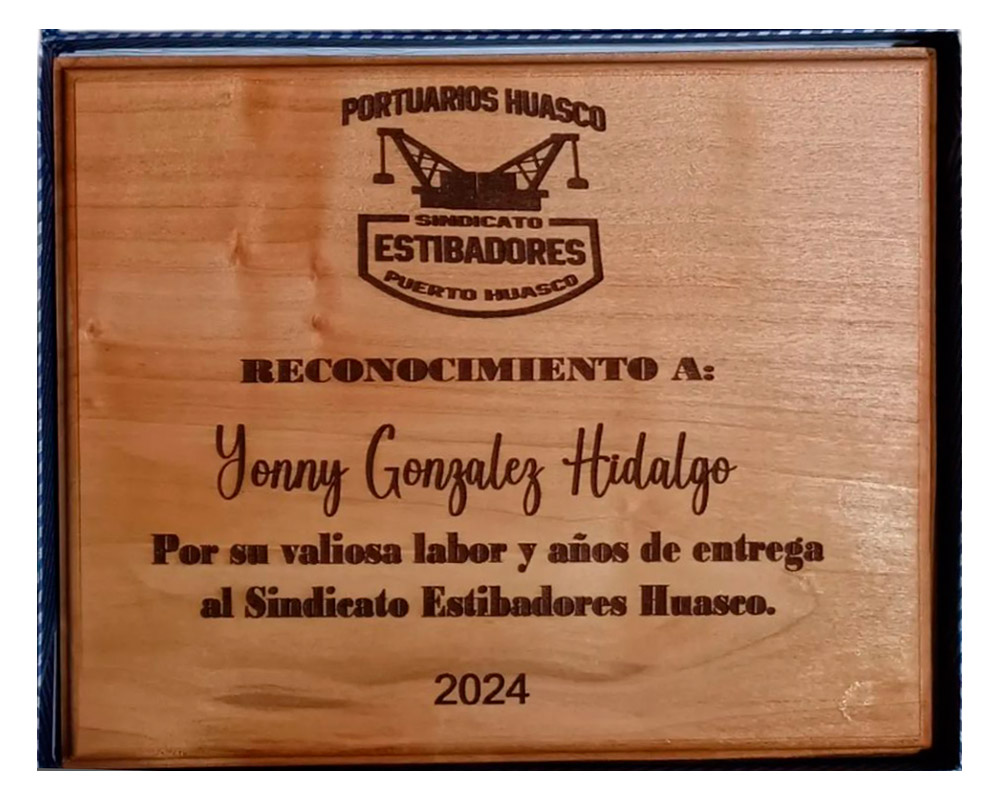 PORTUARIOS HUASCO
SINDICATO
ESTIBADORES
PUERTO HUASCO
RECONOCIMIENTO A:
Yonny Gonzalez Hidalgo
Por su valiosa labor y años de entrega
al Sindicato Estibadores Huasco.
2024